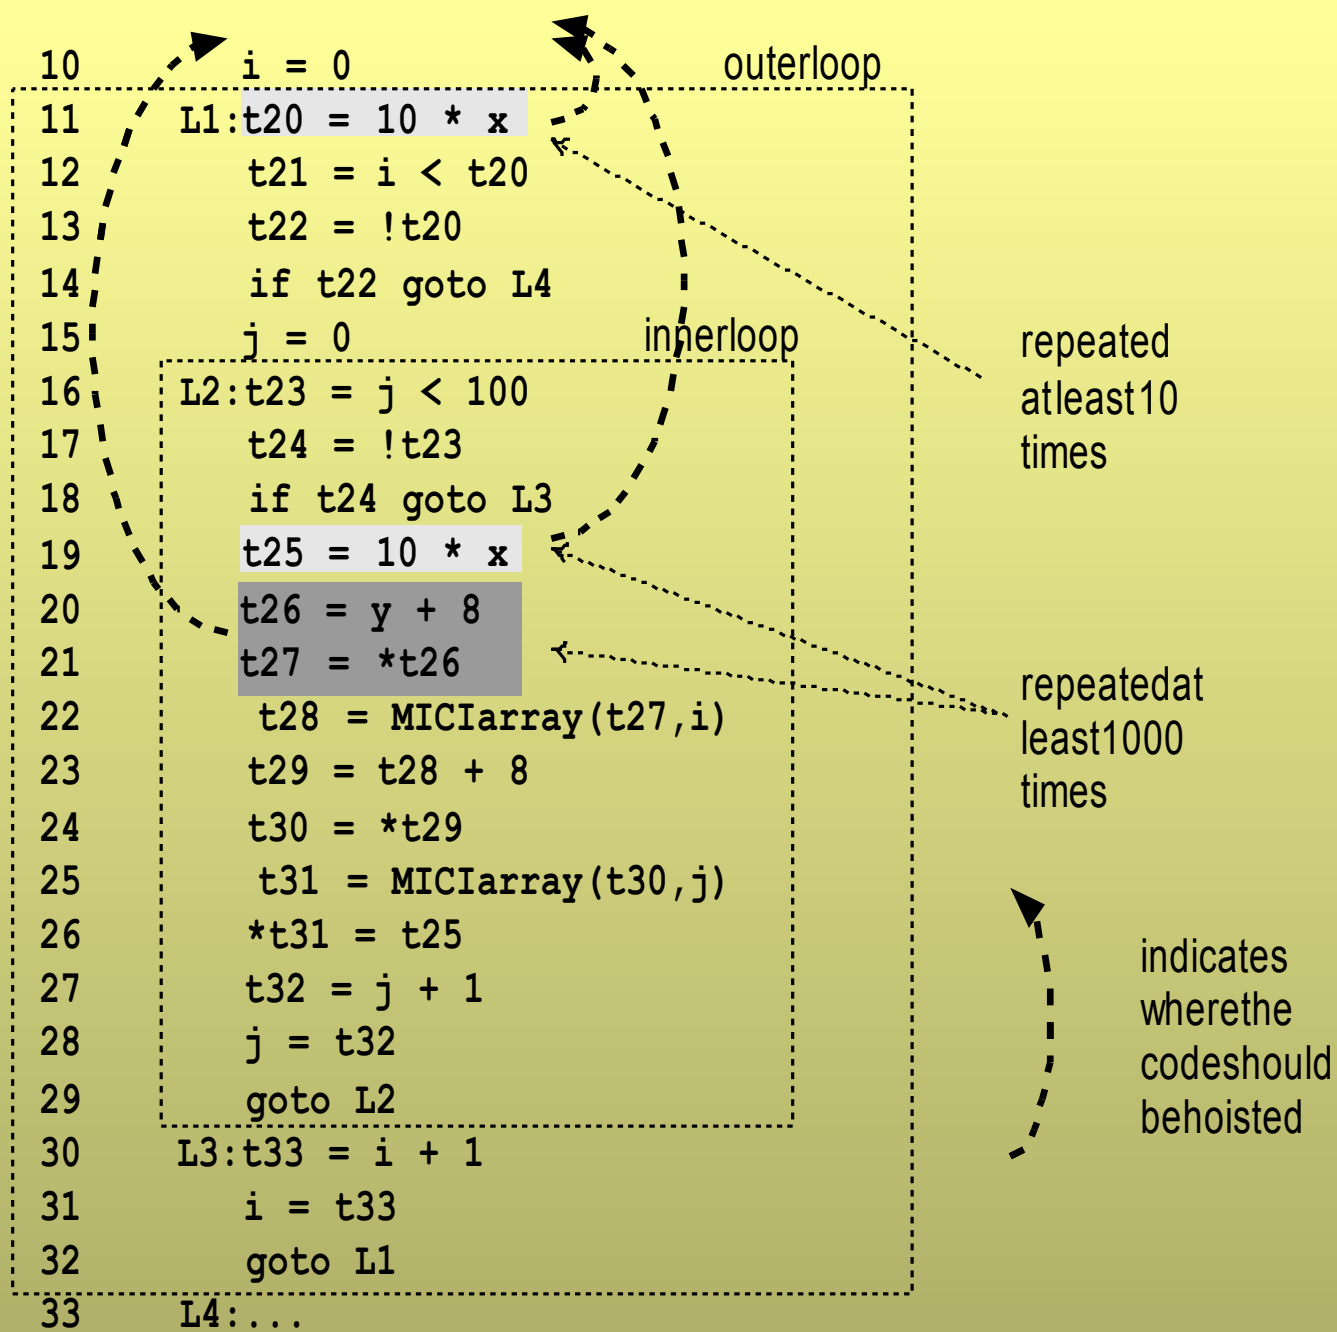 10 i = 0 outerloop
11 L1:t20 = 10 * x
12 t21 = i < t20
13 t22 = !t20
14 if t22 goto L4
15 j = 0 innerloop
16 L2:t23 = j < 100
17 t24 = !t23
18 if t24 goto L3
19 t25 = 10 * x
20 t26 = y + 8
21 t27 = *t26
22 t28 = MICIarray(t27,i)
23 t29 = t28 + 8
24 t30 = *t29
25 t31 = MICIarray(t30,j)
26 *t31 = t25
27 t32 = j + 1
28 j = t32
29 goto L2
30 L3:t33 = i + 1
31 i = t33
32 goto L1
33 L4:...
repeated
atleast10
times
repeatedat
least1000
times
indicates
wherethe
codeshould
behoisted